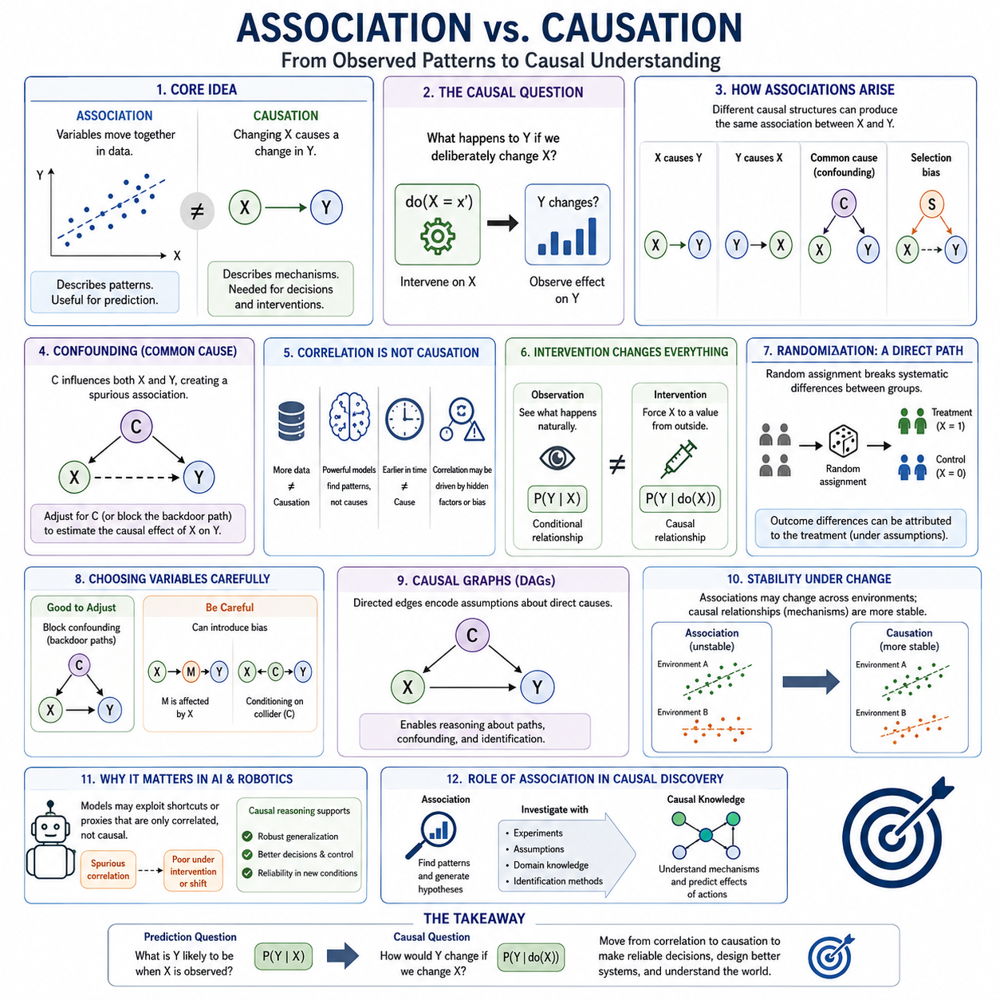 ASSOCIATION vs. CAUSATION
From Observed Patterns to Causal Understanding
1. CORE IDEA
ASSOCIATION
Variables move together
in data.
Y
X
Describes patterns.
Useful for prediction.
≠
CAUSATION
Changing X causes a
change in Y.
X
Y
Describes mechanisms.
Needed for decisions
and interventions.
2. THE CAUSAL QUESTION
What happens to Y if we
deliberately change X?
do(X = x')
Intervene on X
Y changes?
Observe effect
on Y
3. HOW ASSOCIATIONS ARISE
Different causal structures can produce
the same association between X and Y.
X causes Y
X
Y
Y causes X
Y
X
Common cause
(confounding)
C
X
Y
Selection
bias
S
X
Y
4. CONFOUNDING (COMMON CAUSE)
C influences both X and Y, creating a
spurious association.
C
X
Y
Adjust for C (or block the backdoor path)
to estimate the causal effect of X on Y.
5. CORRELATION IS NOT CAUSATION
More data
≠
Causation
Powerful models
find patterns,
not causes
Earlier in time
≠
Cause
Correlation may be
driven by hidden
factors or bias
6. INTERVENTION CHANGES EVERYTHING
Observation
See what happens
naturally.
P(Y | X)
Conditional
relationship
≠
Intervention
Force X to a value
from outside.
P(Y | do(X))
Causal
relationship
7. RANDOMIZATION: A DIRECT PATH
Random assignment breaks systematic
differences between groups.
Random
assignment
Treatment
(X = 1)
Control
(X = 0)
Outcome differences can be attributed
to the treatment (under assumptions).
8. CHOOSING VARIABLES CAREFULLY
Good to Adjust
Block confounding
(backdoor paths)
C
X
Y
Be Careful
Can introduce bias
X
M
Y
M is affected
by X
X
C
Y
Conditioning on
collider (C)
9. CAUSAL GRAPHS (DAGs)
Directed edges encode assumptions about direct causes.
C
X
Y
Enables reasoning about paths,
confounding, and identification.
10. STABILITY UNDER CHANGE
Associations may change across environments;
causal relationships (mechanisms) are more stable.
Association
(unstable)
Environment A
Environment B
Causation
(more stable)
Environment A
Environment B
11. WHY IT MATTERS IN AI & ROBOTICS
Models may exploit shortcuts or
proxies that are only correlated,
not causal.
Spurious
correlation
Poor under
intervention
or shift
Causal reasoning supports
Robust generalization
Better decisions & control
Reliability in new conditions
12. ROLE OF ASSOCIATION IN CAUSAL DISCOVERY
Association
Find patterns
and generate
hypotheses
Investigate with
• Experiments
• Assumptions
• Domain knowledge
• Identification methods
Causal Knowledge
Understand mechanisms
and predict effects
of actions
THE TAKEAWAY
Prediction Question
What is Y likely to be
when X is observed?
P(Y | X)
Causal Question
How would Y change if
we change X?
P(Y | do(X))
Move from correlation to causation to
make reliable decisions, design better
systems, and understand the world.